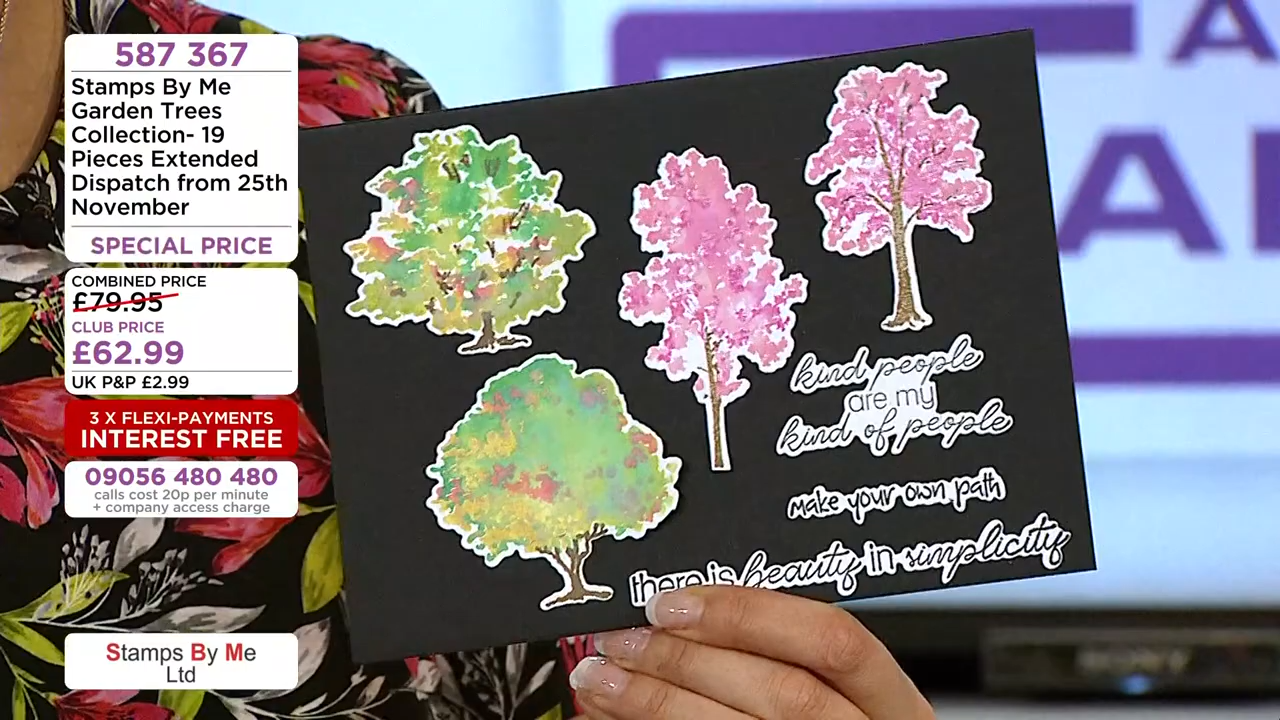 587 367
Stamps By Me
Garden Trees
Collection- 19
Pieces Extended
Dispatch from 25th
November
SPECIAL PRICE
COMBINED PRICE
£79.95
CLUB PRICE
£62.99
UK P&P £2.99
3 X FLEXI-PAYMENTS
INTEREST FREE
09056 480 480
calls cost 20p per minute
+ company access charge
Stamps By Me
Ltd
kind people
are my
kind of people
make your own path
there is beauty in simplicity
SONY